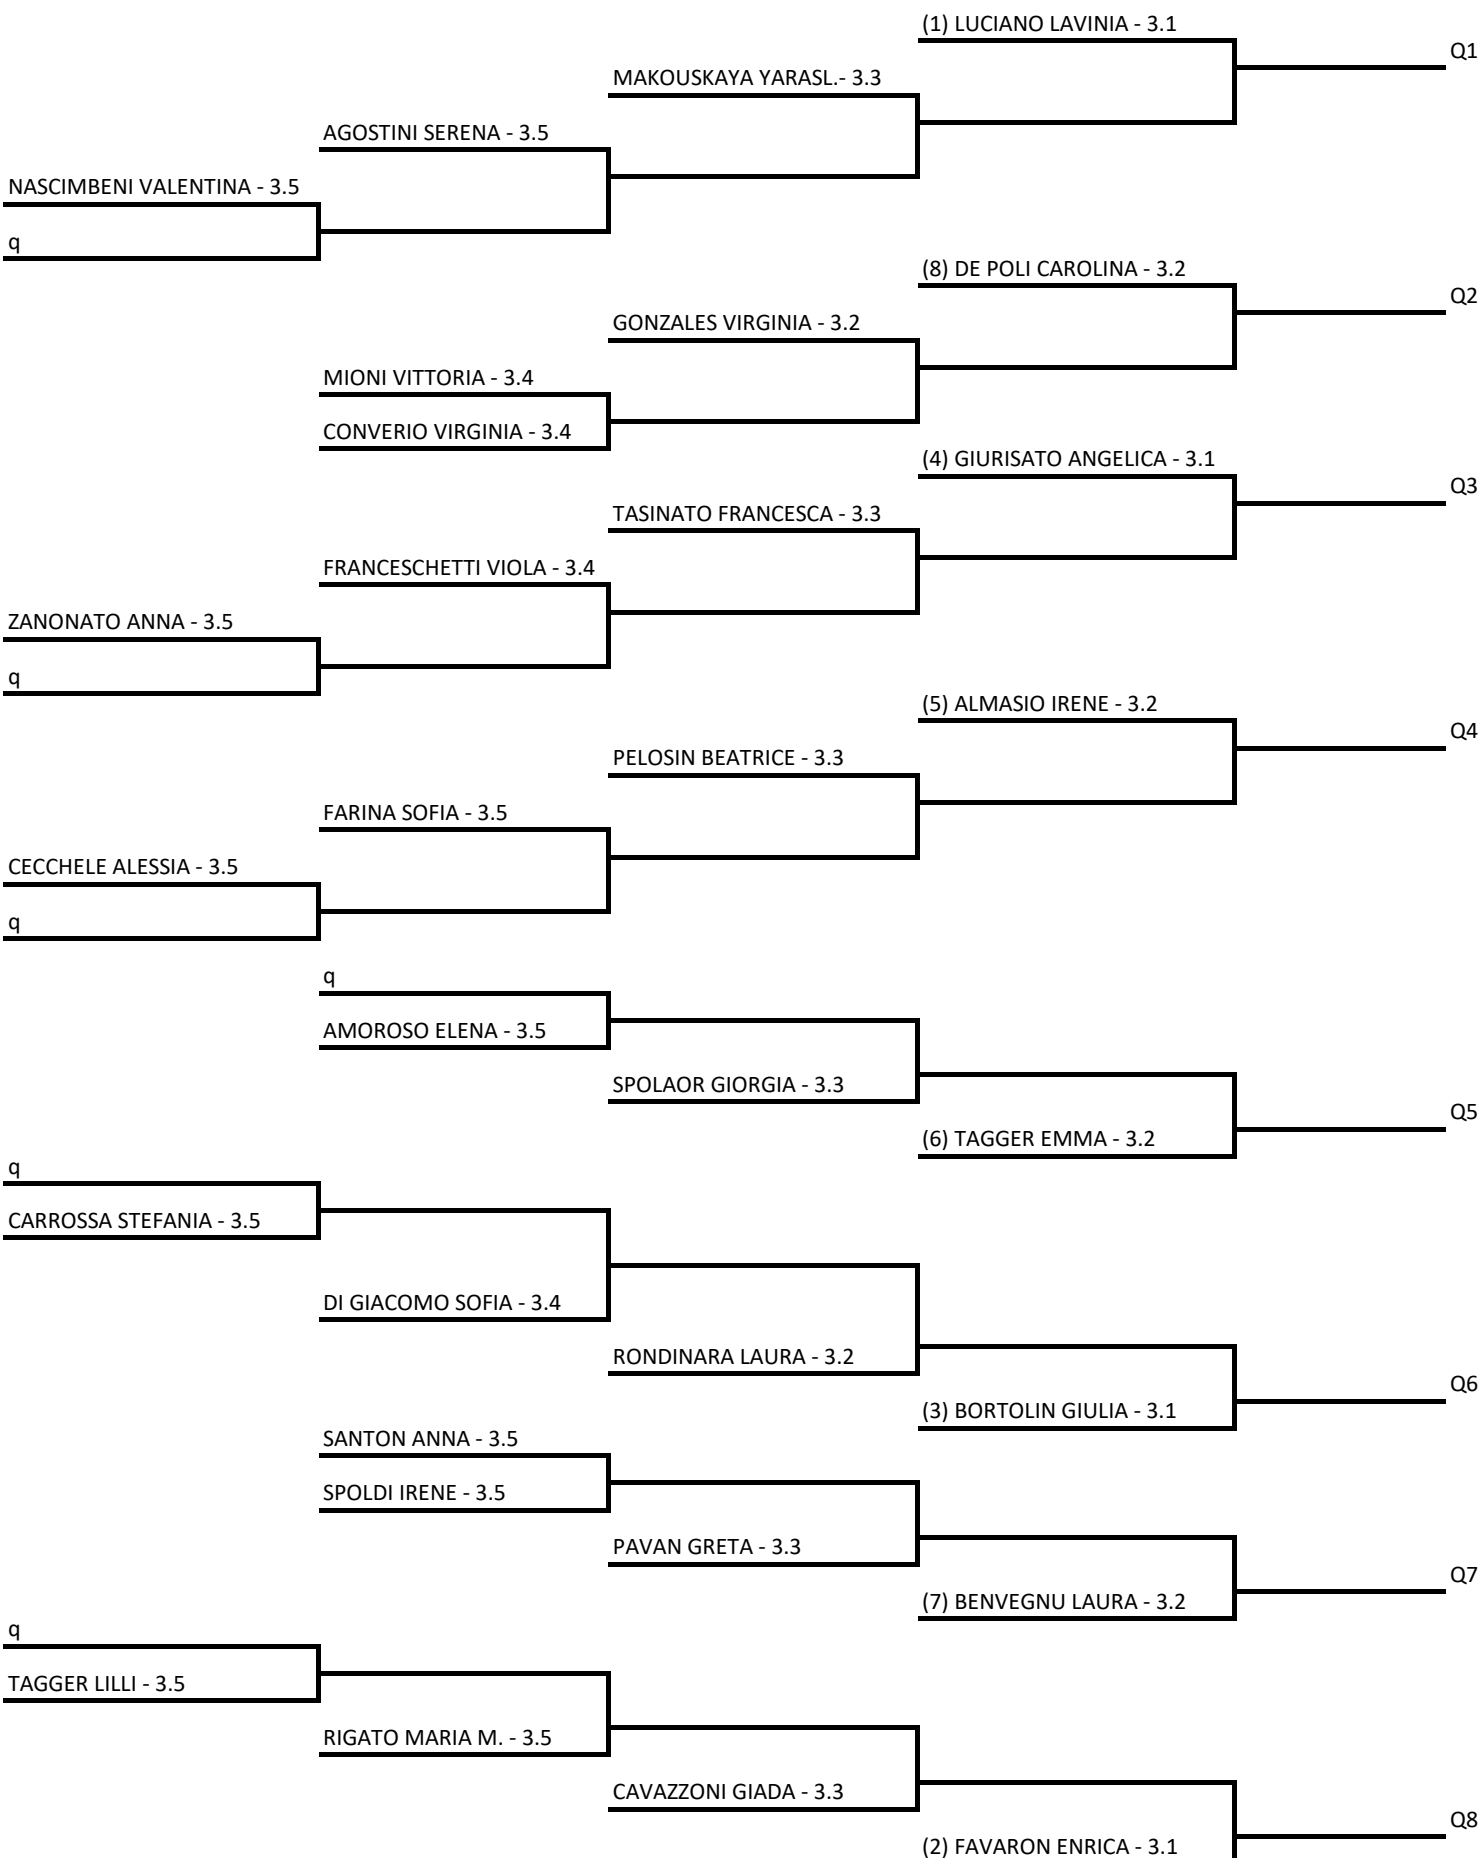 (1) LUCIANO LAVINIA - 3.1
Q1
MAKOUSKAYA YARASL.- 3.3
AGOSTINI SERENA - 3.5
NASCIMBENI VALENTINA - 3.5
q
(8) DE POLI CAROLINA - 3.2
Q2
GONZALES VIRGINIA - 3.2
MIONI VITTORIA - 3.4
CONVERIO VIRGINIA - 3.4
(4) GIURISATO ANGELICA - 3.1
Q3
TASINATO FRANCESCA - 3.3
FRANCESCHETTI VIOLA - 3.4
ZANONATO ANNA - 3.5
q
(5) ALMASIO IRENE - 3.2
Q4
PELOSIN BEATRICE - 3.3
FARINA SOFIA - 3.5
CECCHELE ALESSIA - 3.5
q
q
AMOROSO ELENA - 3.5
SPOLAOR GIORGIA - 3.3
Q5
(6) TAGGER EMMA - 3.2
q
CARROSSA STEFANIA - 3.5
DI GIACOMO SOFIA - 3.4
RONDINARA LAURA - 3.2
Q6
(3) BORTOLIN GIULIA - 3.1
SANTON ANNA - 3.5
SPOLDI IRENE - 3.5
PAVAN GRETA - 3.3
Q7
(7) BENVEGNU LAURA - 3.2
q
TAGGER LILLI - 3.5
RIGATO MARIA M. - 3.5
CAVAZZONI GIADA - 3.3
Q8
(2) FAVARON ENRICA - 3.1